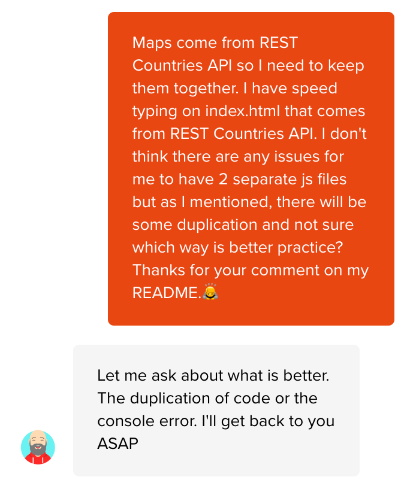 Maps come from REST
Countries API so I need to keep
them together. I have speed
typing on index.html that comes
from REST Countries API. I don't
think there are any issues for
me to have 2 separate js files
but as I mentioned, there will be
some duplication and not sure
which way is better practice?
Thanks for your comment on my
README.
Let me ask about what is better.
The duplication of code or the
console error. I'll get back to you
ASAP